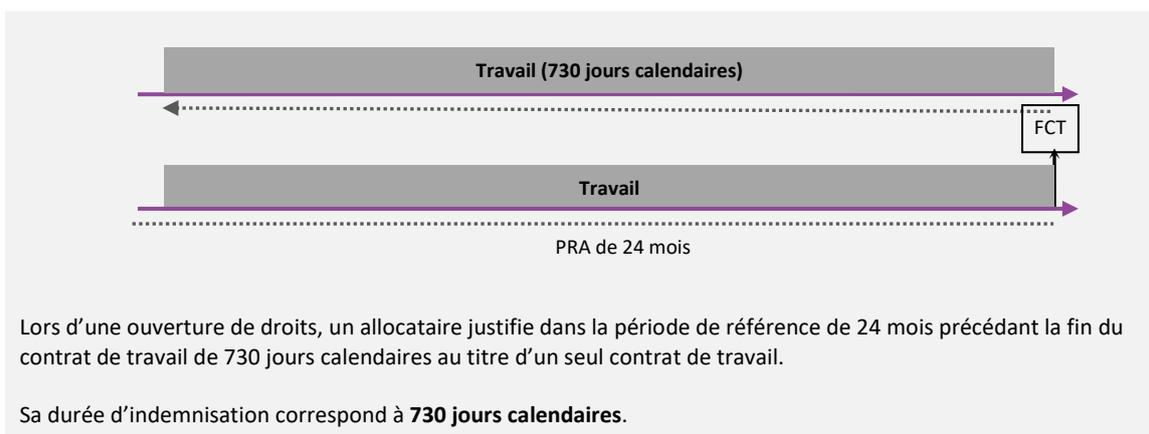 Travail (730 jours calendaires)
FCT
Travail
PRA de 24 mois
Lors d’une ouverture de droits, un allocataire justifie dans la période de référence de 24 mois précédant la fin du
contrat de travail de 730 jours calendaires au titre d’un seul contrat de travail.
Sa durée d’indemnisation correspond à 730 jours calendaires.